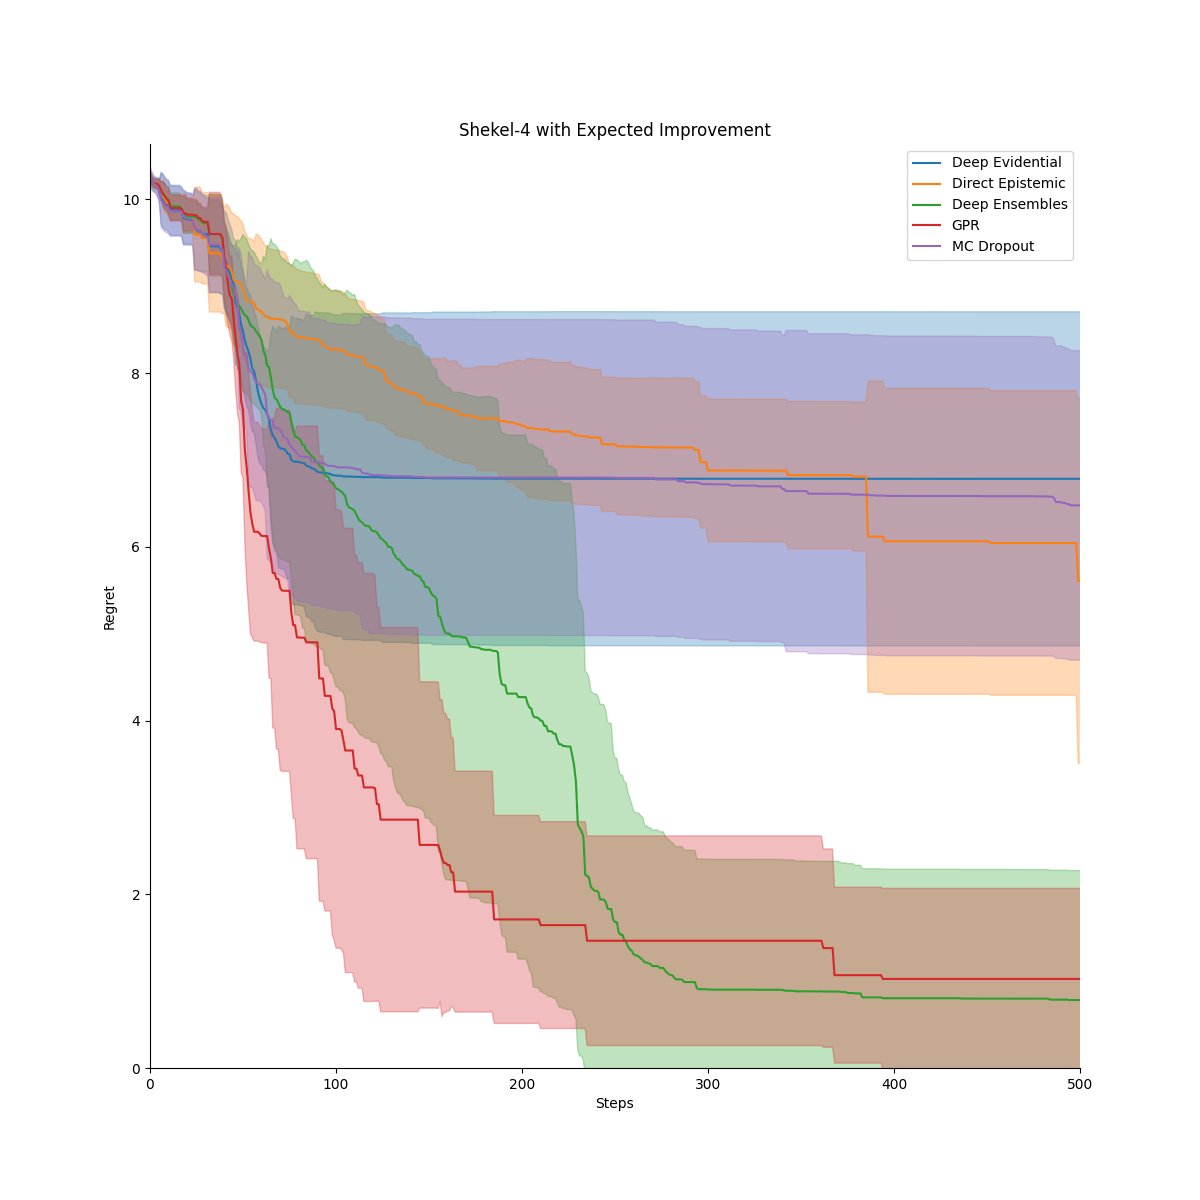 Shekel-4 with Expected Improvement
Deep Evidential
Direct Epistemic
Deep Ensembles
GPR
MC Dropout
10
8
6
4
2
0
Regret
0 100 200 300 400 500
Steps